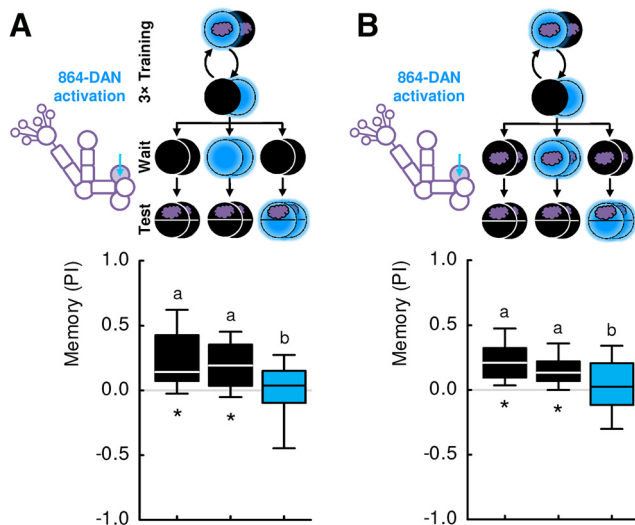 A
864-DAN
activation
3× Training
Wait
Test
Memory (PI)
1.0
0.5
0.0
-0.5
-1.0
a
a
b
*
*
B
864-DAN
activation
Memory (PI)
1.0
0.5
0.0
-0.5
-1.0
a
a
b
*
*